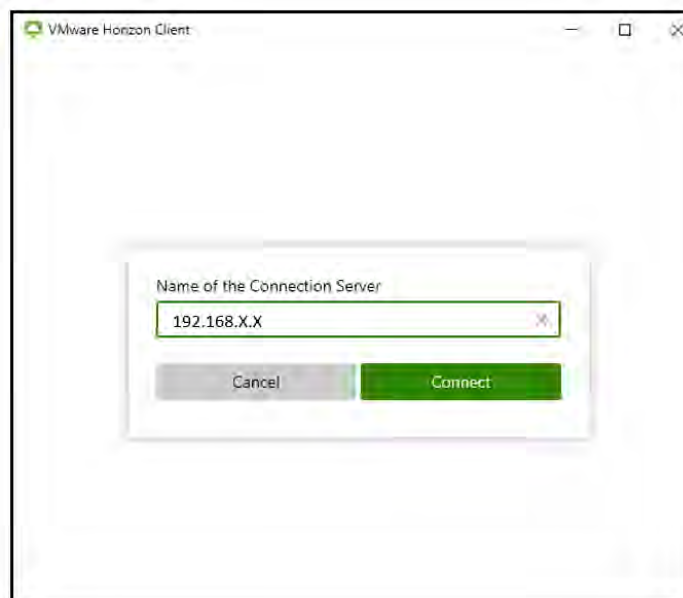 VMware Horizon Client
Name of the Connection Server
192.168.X.X
Cancel
Connect